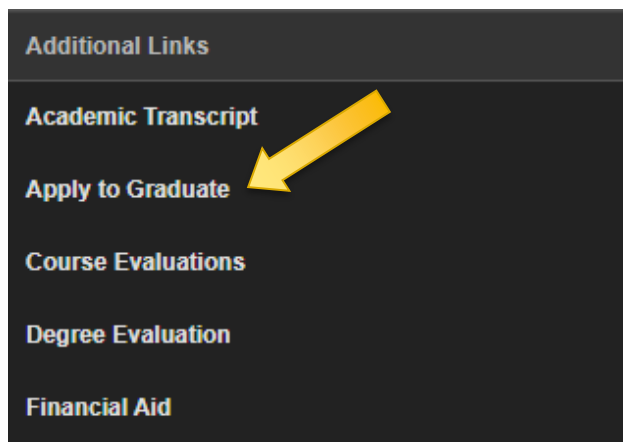 Additional Links
Academic Transcript
Apply to Graduate
Course Evaluations
Degree Evaluation
Financial Aid